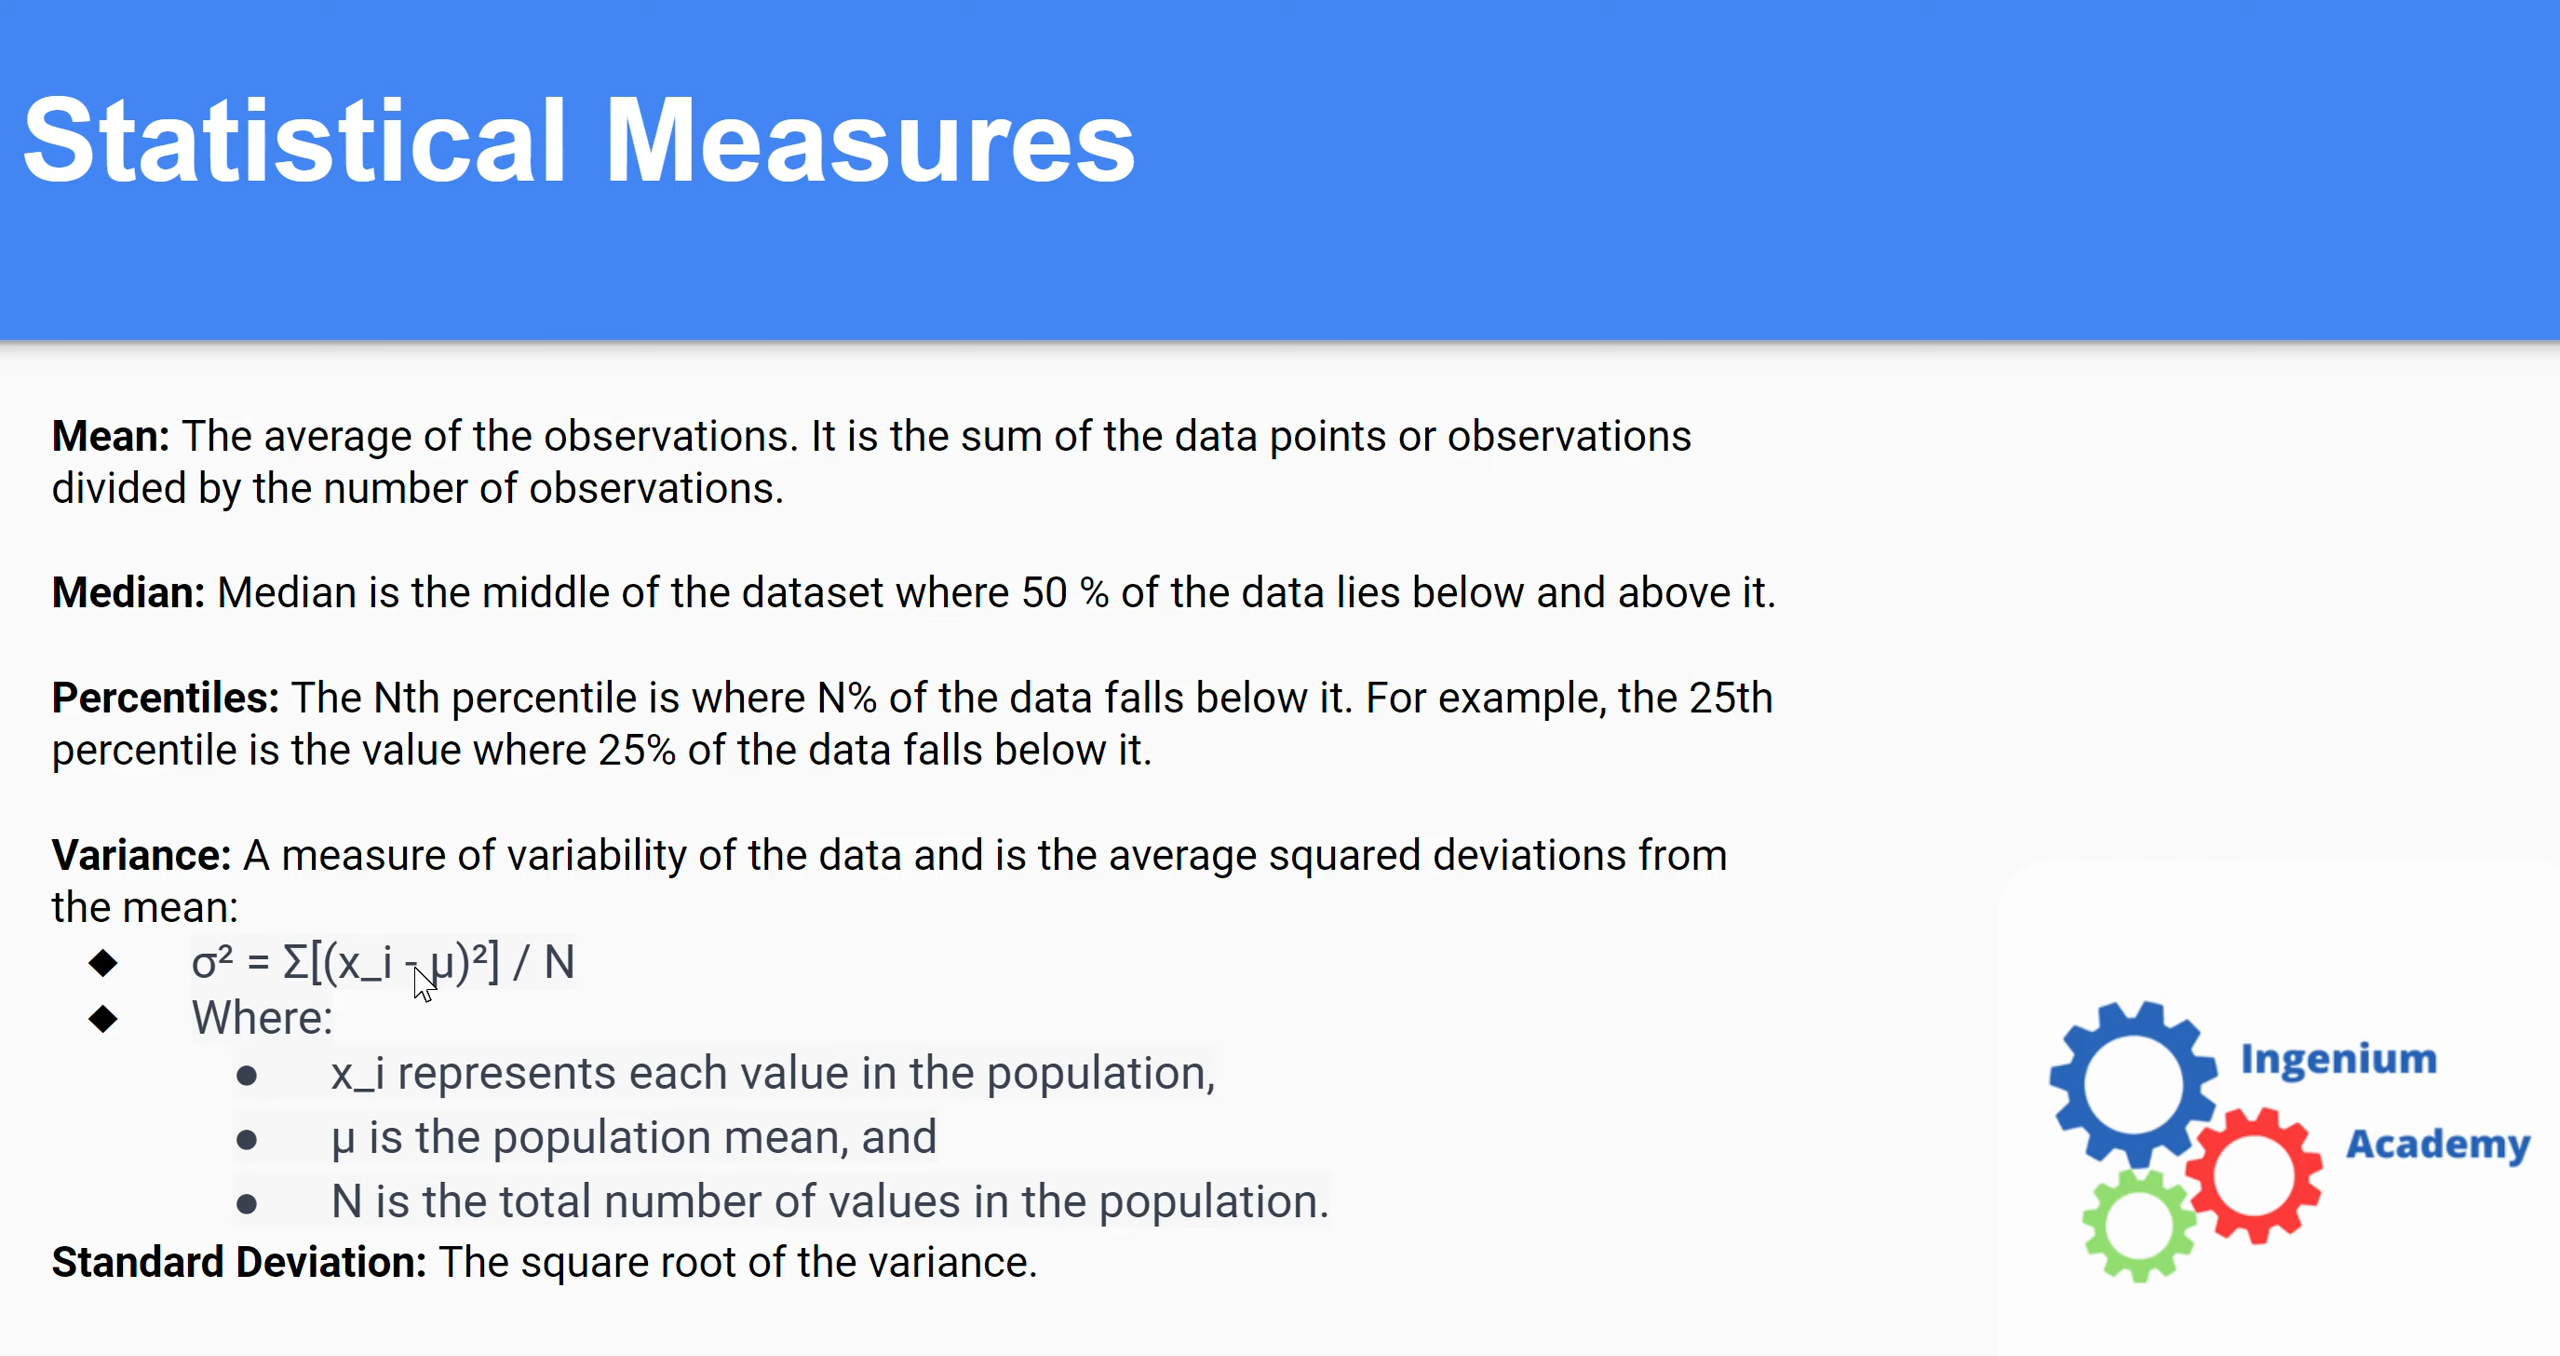 Statistical Measures
Mean: The average of the observations. It is the sum of the data points or observations
divided by the number of observations.
Median: Median is the middle of the dataset where 50 % of the data lies below and above it.
Percentiles: The Nth percentile is where N% of the data falls below it. For example, the 25th
percentile is the value where 25% of the data falls below it.
Variance: A measure of variability of the data and is the average squared deviations from
the mean:
◆ σ² = Σ[(x_i - μ)²] / N
◆ Where:
● x_i represents each value in the population,
● μ is the population mean, and
● N is the total number of values in the population.
Standard Deviation: The square root of the variance.
Ingenium
Academy